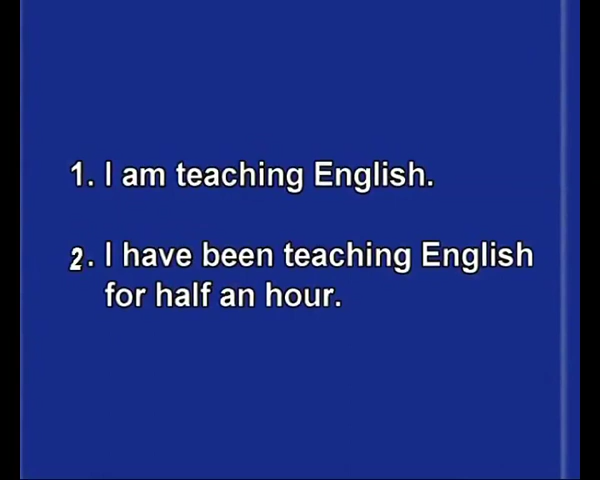 1. I am teaching English.
2. I have been teaching English
for half an hour.